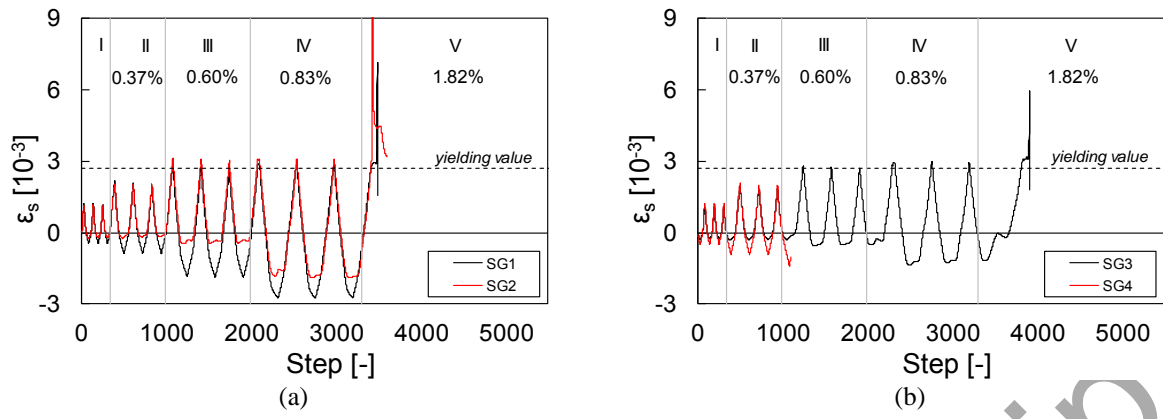 9
I II III IV V
0.37% 0.60% 0.83% 1.82%
6
εs [10-3]
3
yielding value
0
SG1
SG2
-3
0 1000 2000 3000 4000 5000
Step [-]
(a)
9
I II III IV V
0.37% 0.60% 0.83% 1.82%
6
εs [10-3]
3
yielding value
0
SG3
SG4
-3
0 1000 2000 3000 4000 5000
Step [-]
(b)